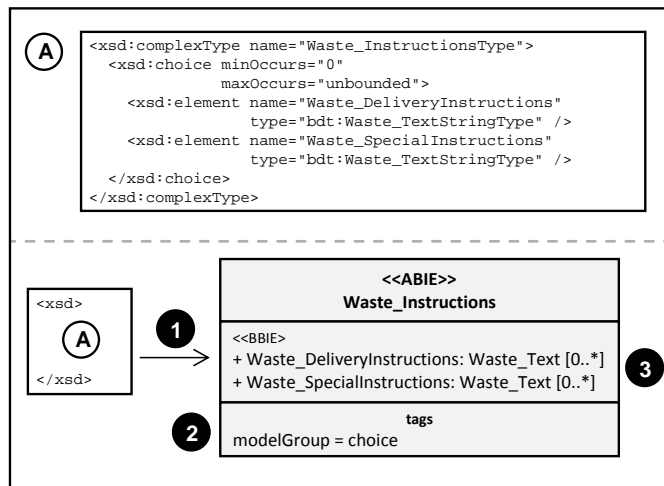 A
<xsd:complexType name="Waste_InstructionsType">
<xsd:choice minOccurs="0"
maxOccurs="unbounded">
<xsd:element name="Waste_DeliveryInstructions"
type="bdt:Waste_TextStringType" />
<xsd:element name="Waste_SpecialInstructions"
type="bdt:Waste_TextStringType" />
</xsd:choice>
</xsd:complexType>
<xsd>
A
</xsd>
1
<<ABIE>>
Waste_Instructions
<<BBIE>
+ Waste_DeliveryInstructions: Waste_Text [0..*]
+ Waste_SpecialInstructions: Waste_Text [0..*]
3
2
tags
modelGroup = choice